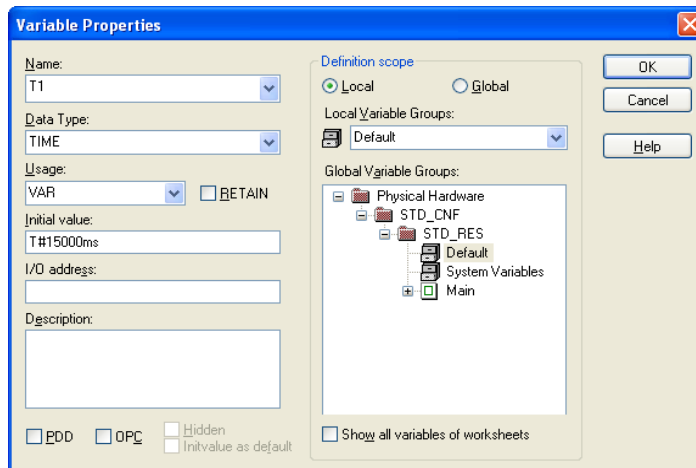 Variable Properties
Name:
T1
Data Type:
TIME
Usage:
VAR
RETAIN
Initial value:
T#15000ms
I/O address:
Description:
PDD
OPC
Hidden
Initvalue as default
Definition scope
Local
Global
Local Variable Groups:
Default
Global Variable Groups:
Physical Hardware
STD_CNF
STD_RES
Default
System Variables
Main
Show all variables of worksheets
OK
Cancel
Help